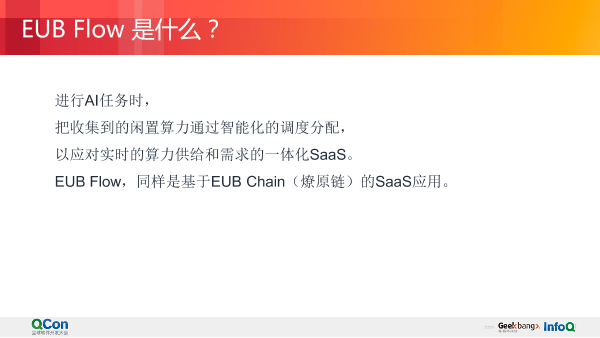 EUB Flow 是什么？
进行AI任务时，
把收集到的闲置算力通过智能化的调度分配，
以应对实时的算力供给和需求的一体化SaaS。
EUB Flow，同样是基于EUB Chain（燎原链）的SaaS应用。
QCon
全球软件开发大会
Geekbang>.
InfoQ